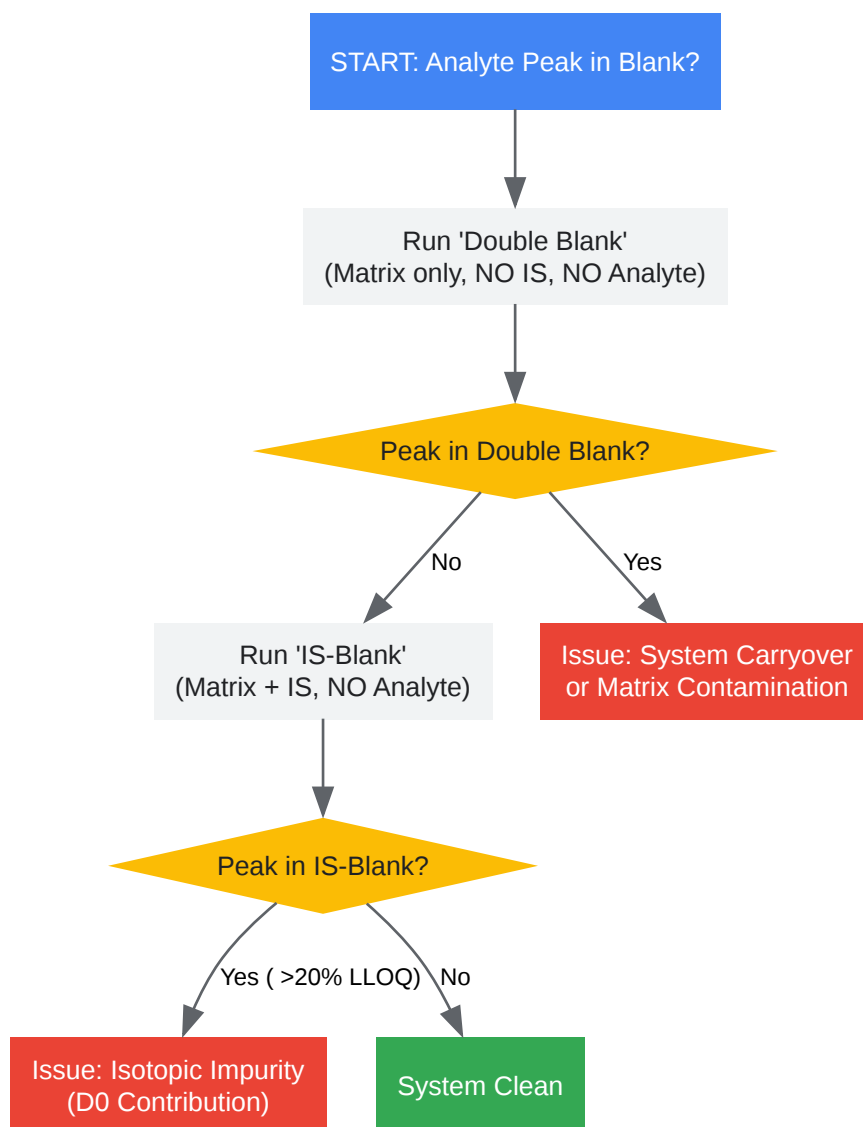 START: Analyte Peak in Blank?
Run 'Double Blank'
(Matrix only, NO IS, NO Analyte)
Peak in Double Blank?
No
Yes
Run 'IS-Blank'
(Matrix + IS, NO Analyte)
Issue: System Carryover
or Matrix Contamination
Peak in IS-Blank?
Yes ( >20% LLOQ)
No
Issue: Isotopic Impurity
(D0 Contribution)
System Clean